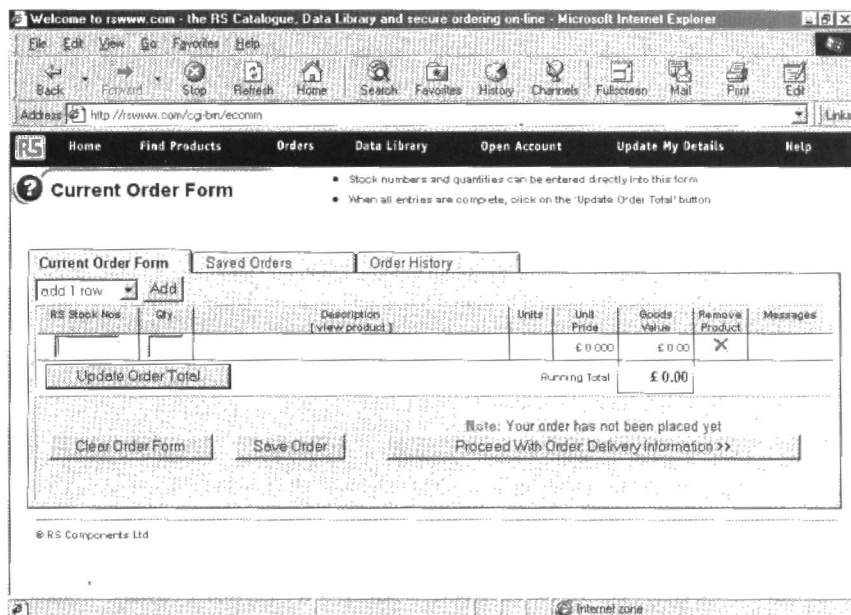 Welcome to rswww.com - the RS Catalogue, Data Library and secure ordering on-line - Microsoft Internet Explorer
File Edit View Go Favorites Help
Back Forward Stop Refresh Home Search Favorites History Channels Fullscreen Mail Print Edit
Address http://rswww.com/cgi-bin/ecomm Links
RS Home Find Products Orders Data Library Open Account Update My Details Help
? Current Order Form
• Stock numbers and quantities can be entered directly into this form
• When all entries are complete, click on the 'Update Order Total' button
Current Order Form Saved Orders Order History
add 1 row Add
RS Stock Nos Qty Description Units Unit Goods Remove Messages
[view product] Price Value Product
£0.000 £0.00 X
Update Order Total Running Total £ 0.00
Note: Your order has not been placed yet
Clear Order Form Save Order Proceed With Order: Delivery Information >>
© RS Components Ltd
Internet zone